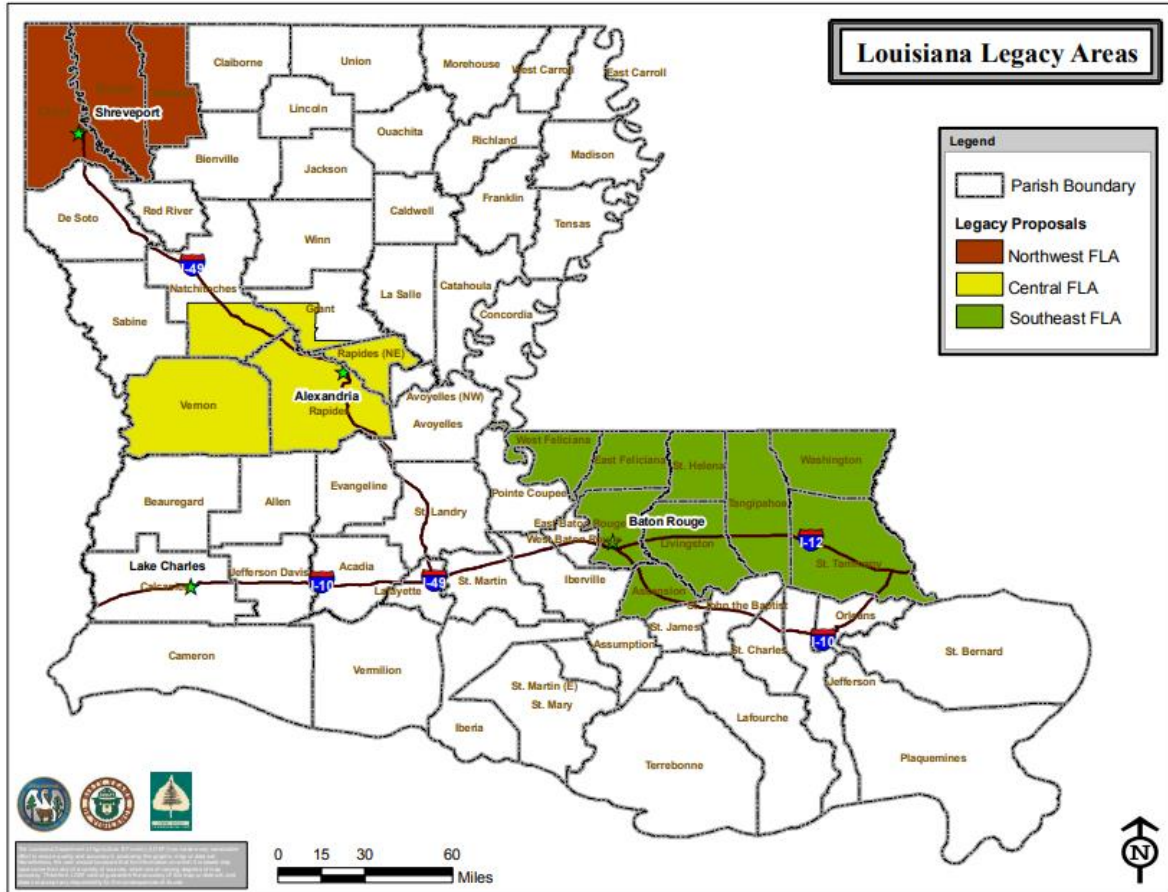 Louisiana Legacy Areas
Legend
Parish Boundary
Legacy Proposals
Northwest FLA
Central FLA
Southeast FLA
Claiborne
Union
Morehouse
West Carroll
East Carroll
Shreveport
Lincoln
Ouachita
Richland
Madison
Bienville
Jackson
Franklin
De Soto
Red River
Caldwell
Tensas
Winn
I-49
Natchitoches
La Salle
Catahoula
Concordia
Sabine
Grant
Rapides (NE)
Alexandria
Vernon
Rapides
Avoyelles (NW)
Avoyelles
West Feliciana
East Feliciana
St. Helena
Washington
Beauregard
Allen
Evangeline
St. Landry
Pointe Coupee
Tangipahoa
East Baton Rouge
Baton Rouge
West Baton Rouge
Livingston
I-12
St. Tammany
Lake Charles
Calcasieu
Jefferson Davis
I-10
Acadia
Lafayette
I-49
St. Martin
Iberville
Ascension
St. John the Baptist
Orleans
St. James
Assumption
St. Charles
I-10
St. Bernard
Jefferson
Cameron
Vermilion
St. Martin (E)
St. Mary
Iberia
Lafourche
Terrebonne
Plaquemines
0 15 30 60
Miles
N